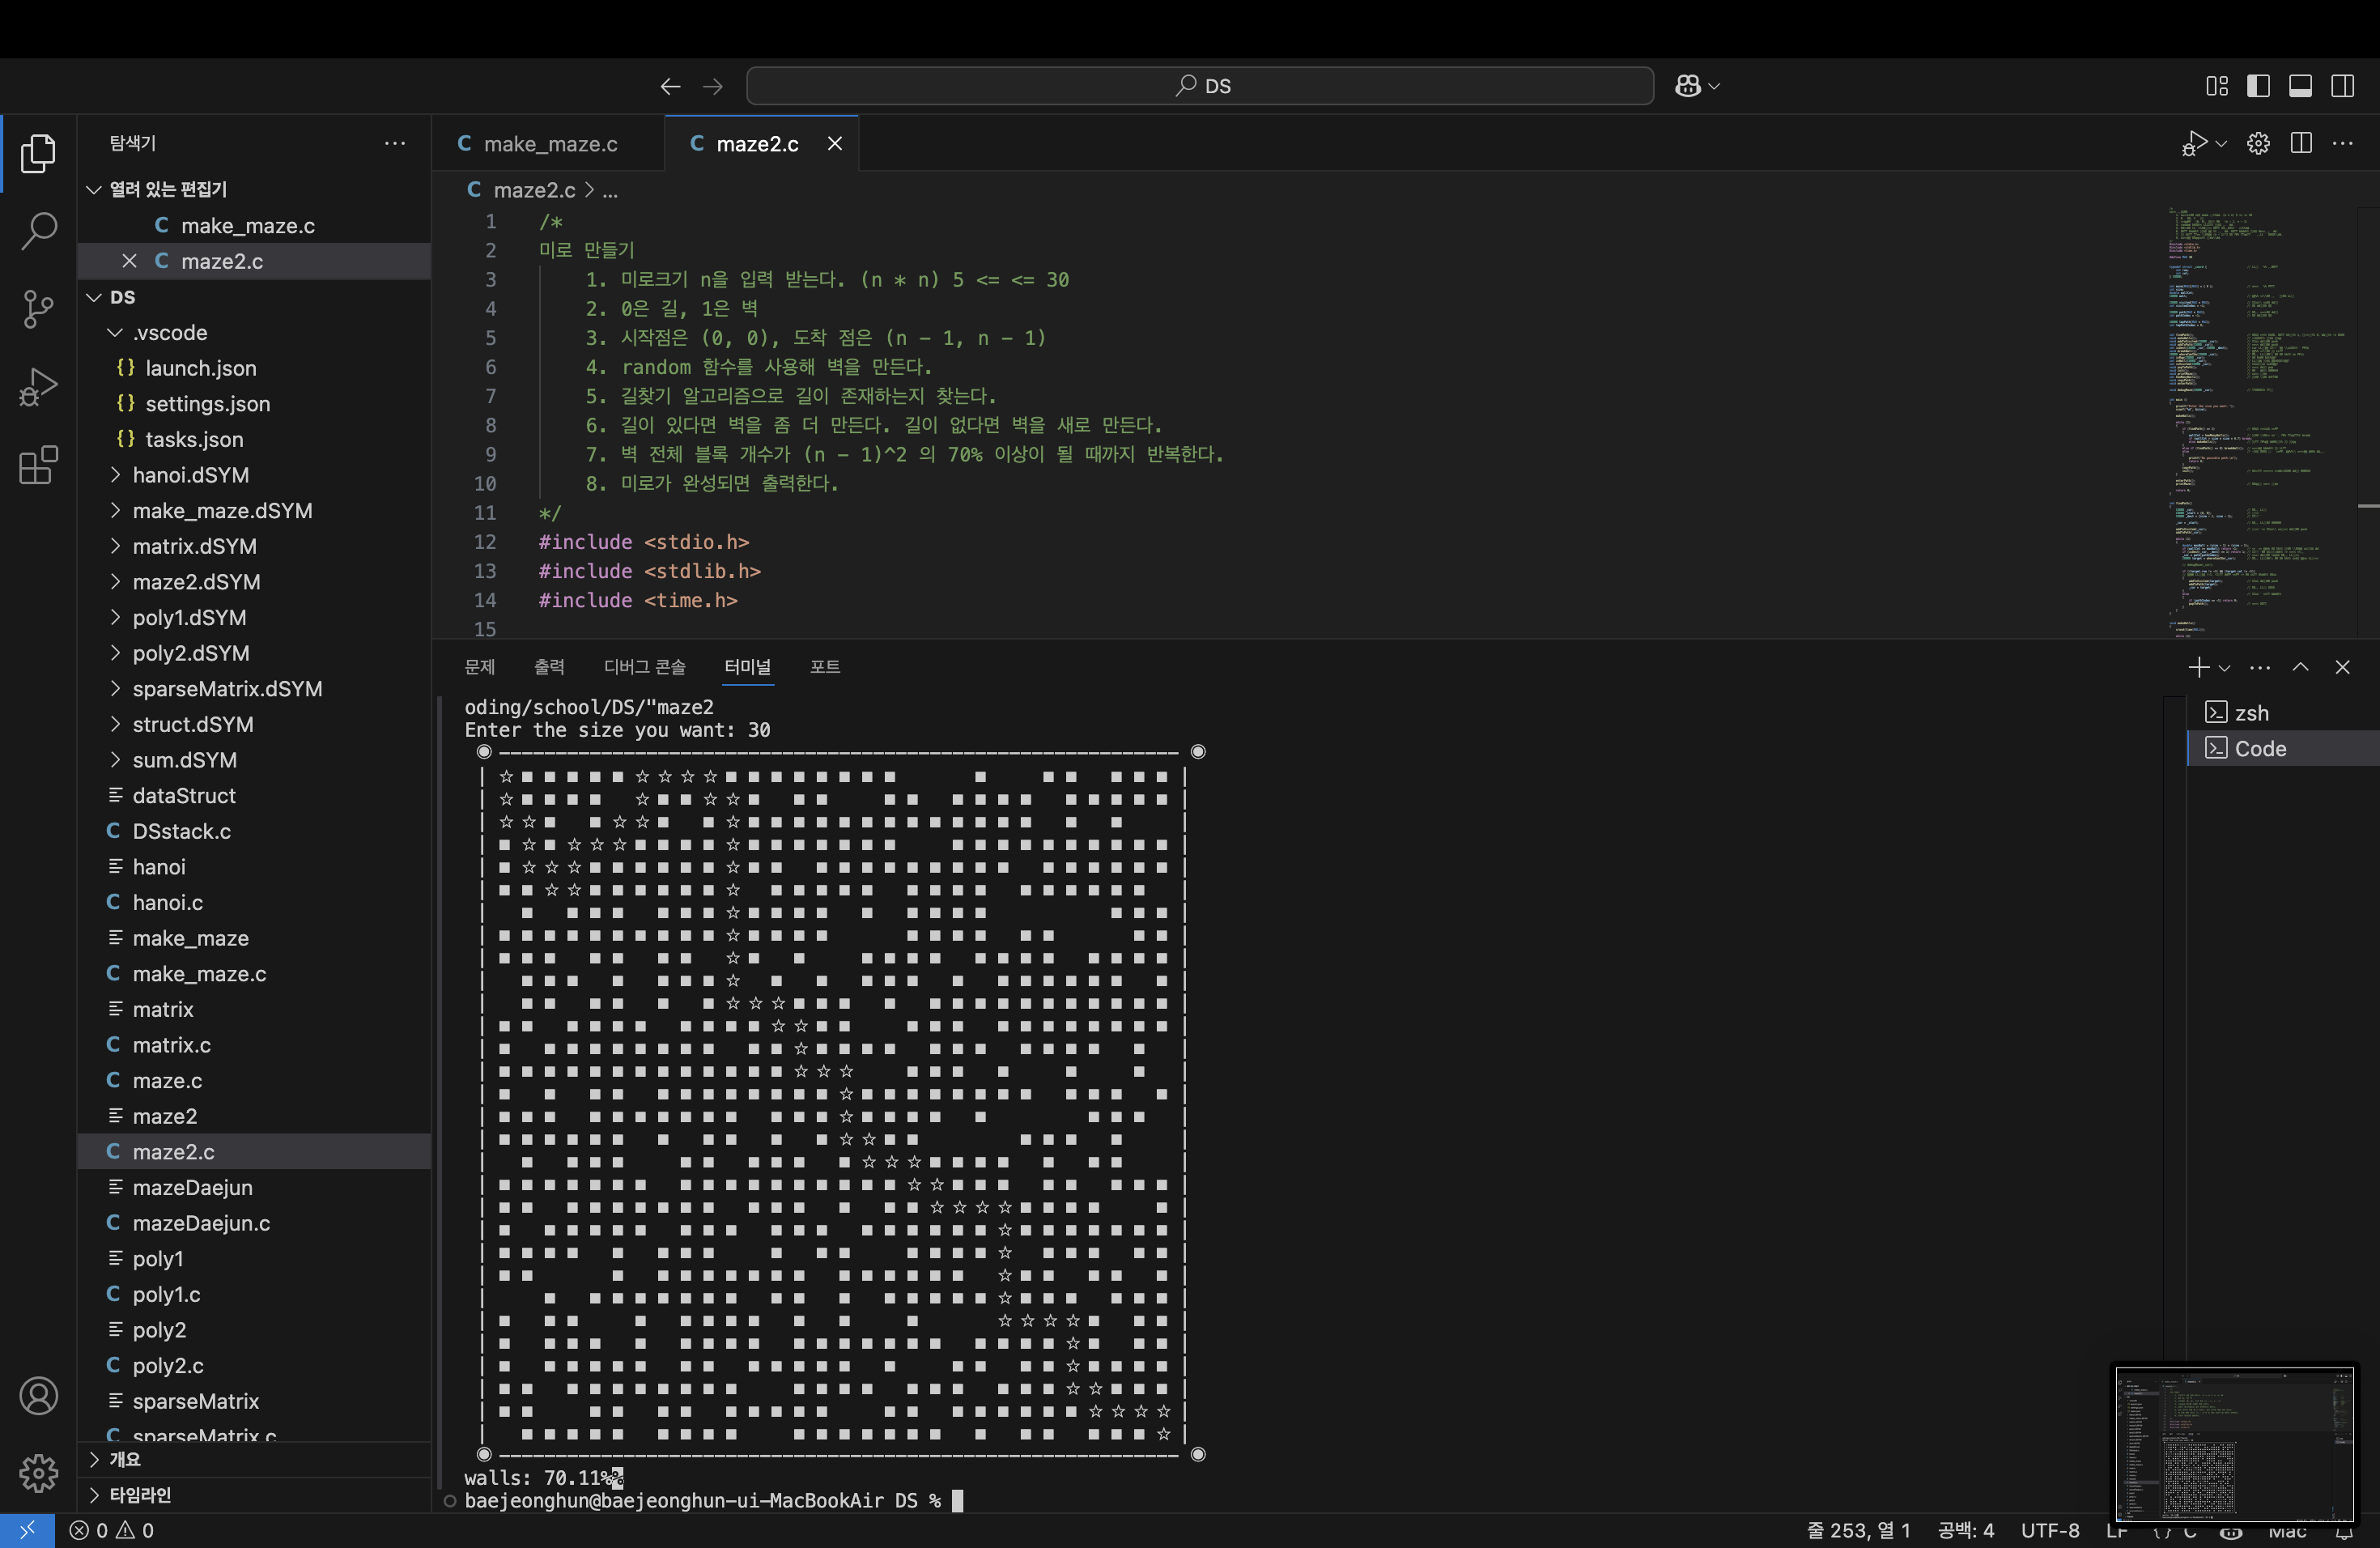 DS
탐색기
열려 있는 편집기
C make_maze.c
C maze2.c
DS
.vscode
{} launch.json
{} settings.json
{} tasks.json
hanoi.dSYM
make_maze.dSYM
matrix.dSYM
maze2.dSYM
poly1.dSYM
poly2.dSYM
sparseMatrix.dSYM
struct.dSYM
sum.dSYM
dataStruct
C DSstack.c
hanoi
C hanoi.c
make_maze
C make_maze.c
matrix
C matrix.c
C maze.c
maze2
C maze2.c
mazeDaejun
C mazeDaejun.c
poly1
C poly1.c
poly2
C poly2.c
sparseMatrix
C sparseMatrix.c
개요
타임라인
C make_maze.c
C maze2.c
C maze2.c > ...
1 /*
2 미로 만들기
3 1. 미로크기 n을 입력 받는다. (n * n) 5 <= <= 30
4 2. 0은 길, 1은 벽
5 3. 시작점은 (0, 0), 도착 점은 (n - 1, n - 1)
6 4. random 함수를 사용해 벽을 만든다.
7 5. 길찾기 알고리즘으로 길이 존재하는지 찾는다.
8 6. 길이 있다면 벽을 좀 더 만든다. 길이 없다면 벽을 새로 만든다.
9 7. 벽 전체 블록 개수가 (n - 1)^2 의 70% 이상이 될 때까지 반복한다.
10 8. 미로가 완성되면 출력한다.
11 */
12 #include <stdio.h>
13 #include <stdlib.h>
14 #include <time.h>
15
문제 출력 디버그 콘솔 터미널 포트
oding/school/DS/"maze2
Enter the size you want: 30
walls: 70.11%%
baejeonghun@baejeonghun-ui-MacBookAir DS %
zsh
Code
0 0
줄 253, 열 1 공백: 4 UTF-8 LF {} C Mac